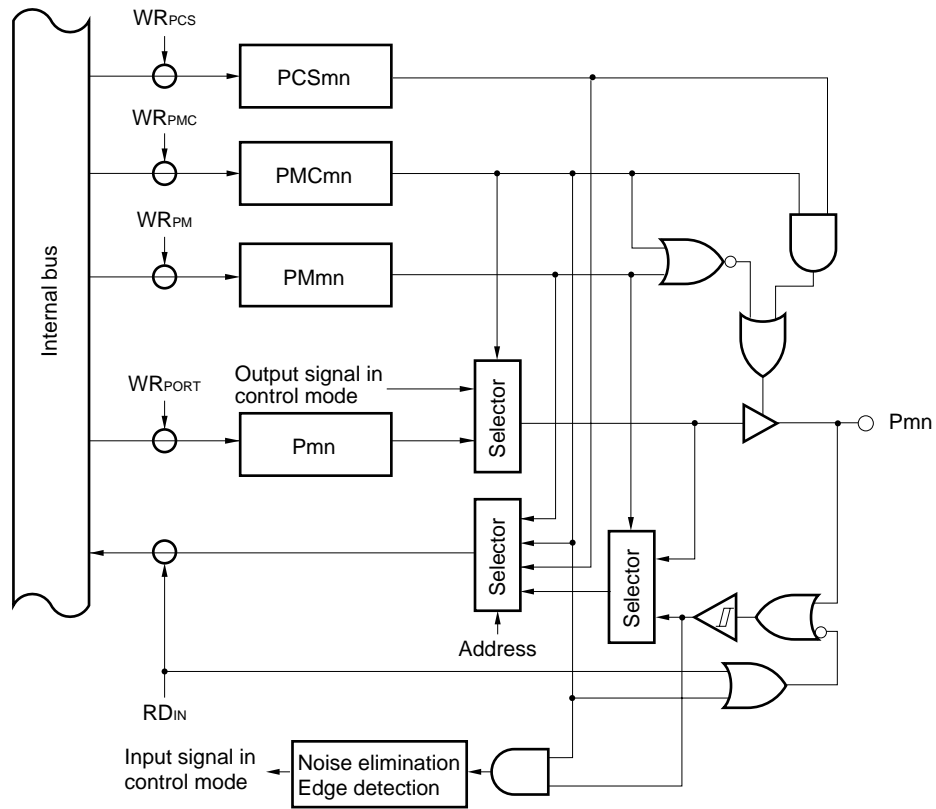 WRPCS
PCSmn
WRPMC
PMCmn
WRPM
PMmn
Internal bus
Output signal in
control mode
WRPORT
Pmn
Selector
Pmn
Selector
Selector
Address
RDIN
Input signal in
control mode
Noise elimination
Edge detection